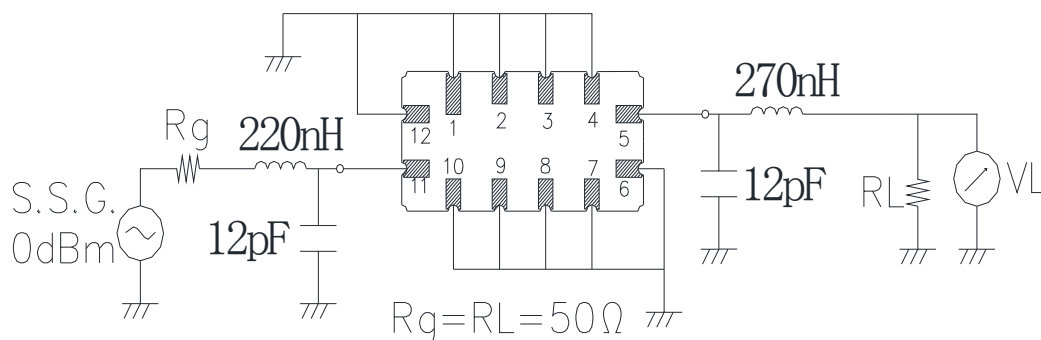 270nH
Rg
220nH
12
1
2
3
4
5
11
10
9
8
7
6
S.S.G.
0dBm
12pF
12pF
RL
VL
Rg=RL=50Ω